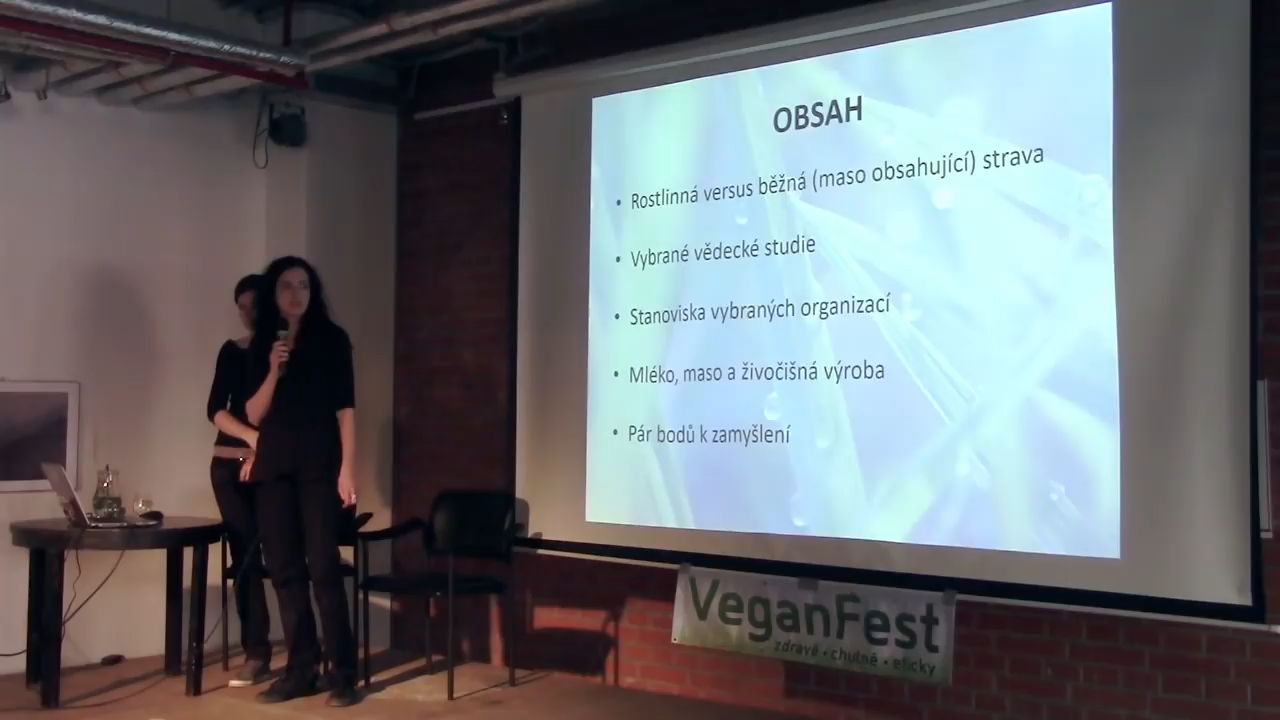 OBSAH
• Rostlinná versus běžná (maso obsahující) strava
• Vybrané vědecké studie
• Stanoviska vybraných organizací
• Mléko, maso a živočišná výroba
• Pár bodů k zamyšlení
VeganFest
zdravě • chutně • eticky